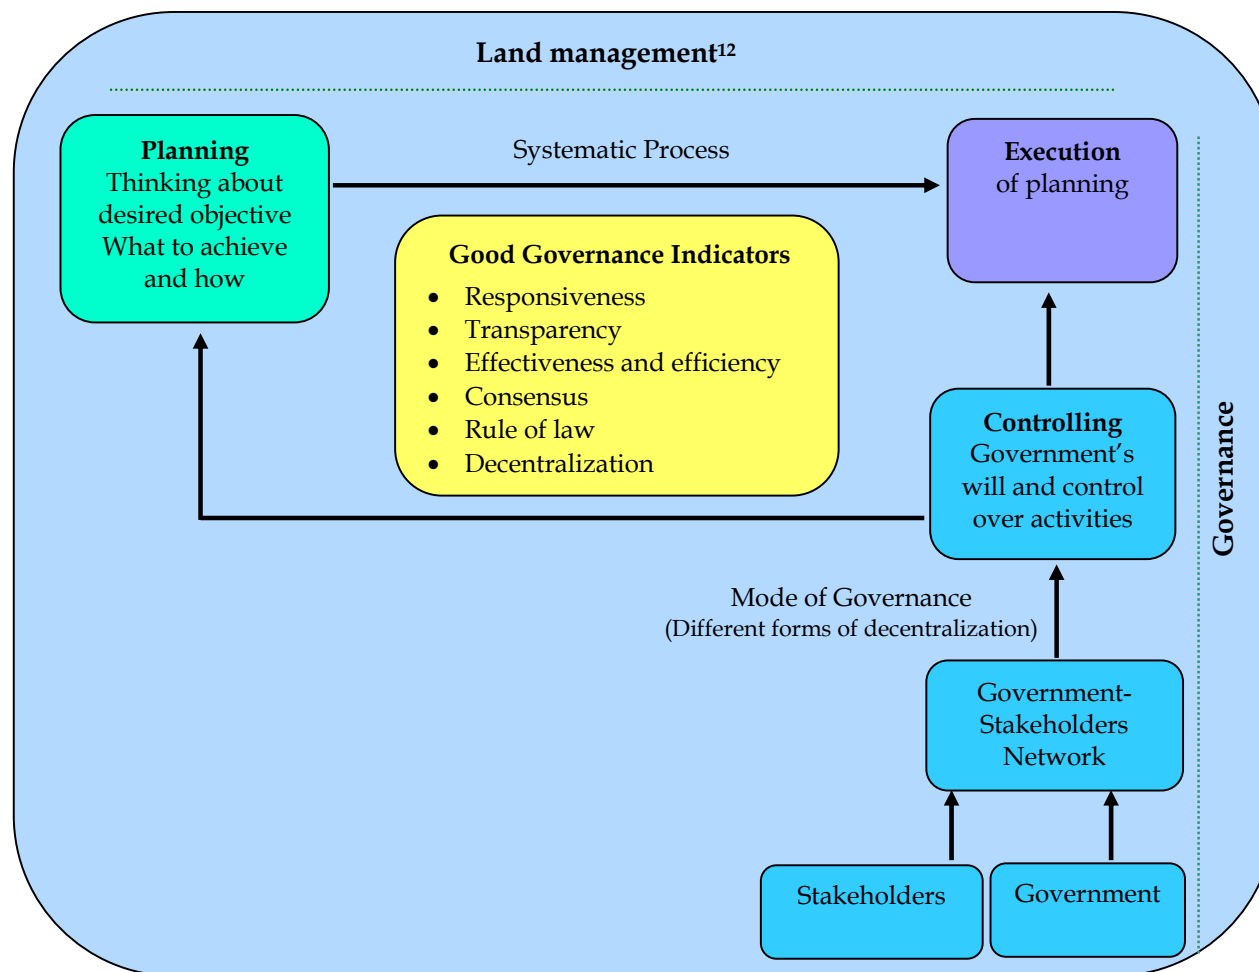 Land management¹²
Planning
Thinking about
desired objective
What to achieve
and how
Systematic Process
Execution
of planning
Good Governance Indicators
• Responsiveness
• Transparency
• Effectiveness and efficiency
• Consensus
• Rule of law
• Decentralization
Controlling
Government’s
will and control
over activities
Governance
Mode of Governance
(Different forms of decentralization)
Government-
Stakeholders
Network
Stakeholders
Government